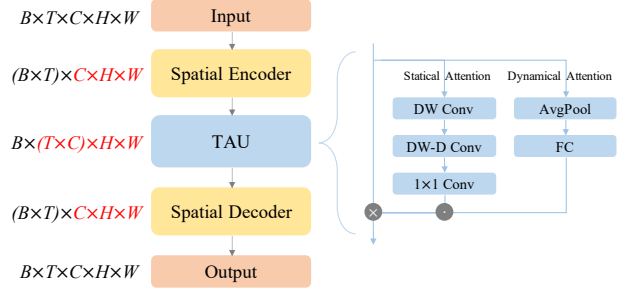 B×T×C×H×W
Input
(B×T)×C×H×W
Spatial Encoder
B×(T×C)×H×W
TAU
(B×T)×C×H×W
Spatial Decoder
B×T×C×H×W
Output
Statical Attention
Dynamical Attention
DW Conv
AvgPool
DW-D Conv
FC
1×1 Conv
×
·